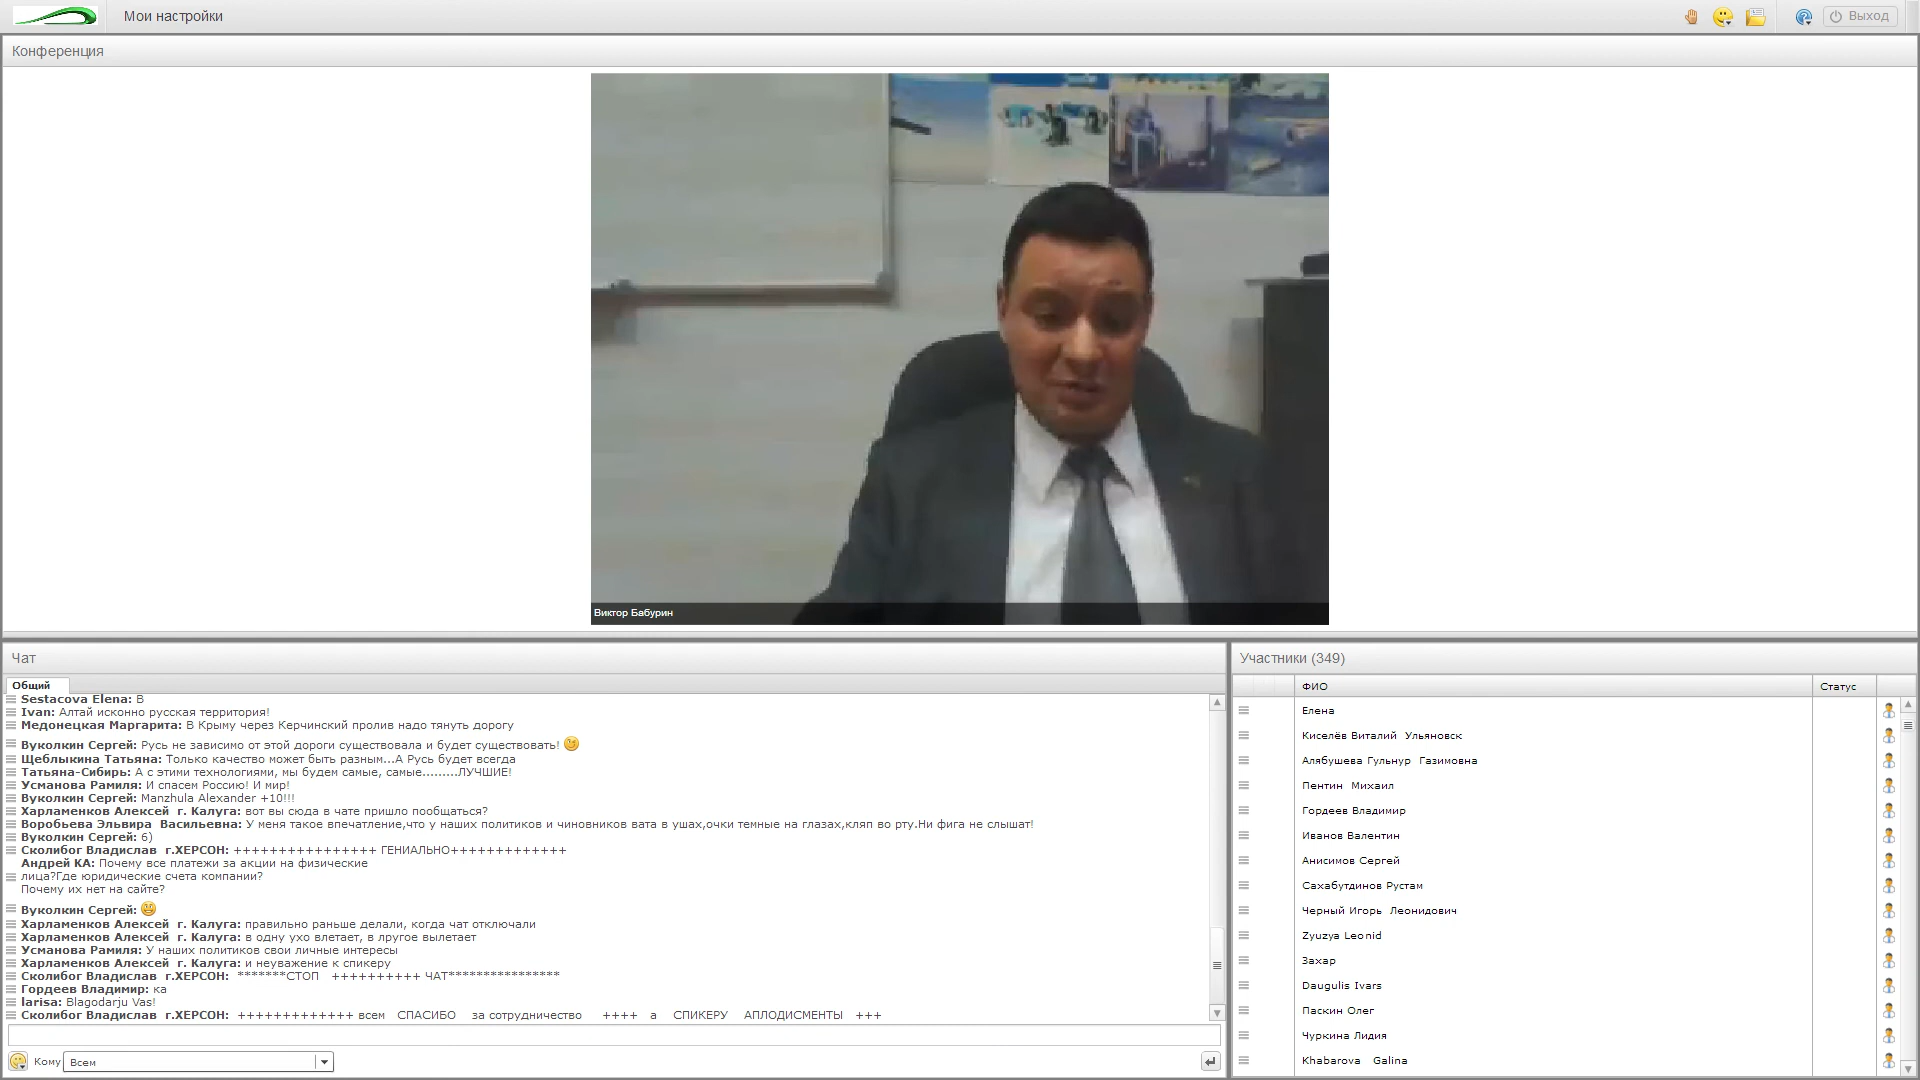 Мои настройки
Выход
Конференция
Виктор Бабурин
Чат
Общий
Sestacova Elena: В
Ivan: Алтай исконно русская территория!
Медонецкая Маргарита: В Крыму через Керчинский пролив надо тянуть дорогу
Вуколкин Сергей: Русь не зависимо от этой дороги существовала и будет существовать!
Щеблыкина Татьяна: Только качество может быть разным...А Русь будет всегда
Татьяна-Сибирь: А с этими технологиями, мы будем самые, самые.........ЛУЧШИЕ!
Усманова Рамиля: И спасем Россию! И мир!
Вуколкин Сергей: Manzhula Alexander +10!!!
Харламенков Алексей г. Калуга: вот вы сюда в чате пришло пообщаться?
Воробьева Эльвира Васильевна: У меня такое впечатление,что у наших политиков и чиновников вата в ушах,очки темные на глазах,кляп во рту.Ни фига не слышат!
Вуколкин Сергей: 6)
Сколибог Владислав г.ХЕРСОН: ++++++++++++++++ ГЕНИАЛЬНО+++++++++++++
Андрей КА: Почему все платежи за акции на физические
лица?Где юридические счета компании?
Почему их нет на сайте?
Вуколкин Сергей:
Харламенков Алексей г. Калуга: правильно раньше делали, когда чат отключали
Харламенков Алексей г. Калуга: в одну ухо влетает, в лругое вылетает
Усманова Рамиля: У наших политиков свои личные интересы
Харламенков Алексей г. Калуга: и неуважение к спикеру
Сколибог Владислав г.ХЕРСОН: *******СТОП ++++++++++ ЧАТ****************
Гордеев Владимир: ка
larisa: Blagodarju Vas!
Сколибог Владислав г.ХЕРСОН: +++++++++++++ всем СПАСИБО за сотрудничество ++++ а СПИКЕРУ АПЛОДИСМЕНТЫ +++
Кому
Всем
Участники (349)
ФИО Статус
Елена
Киселёв Виталий Ульяновск
Алябушева Гульнур Газимовна
Пентин Михаил
Гордеев Владимир
Иванов Валентин
Анисимов Сергей
Сахабутдинов Рустам
Черный Игорь Леонидович
Zyuzya Leonid
Захар
Daugulis Ivars
Паскин Олег
Чуркина Лидия
Khabarova Galina